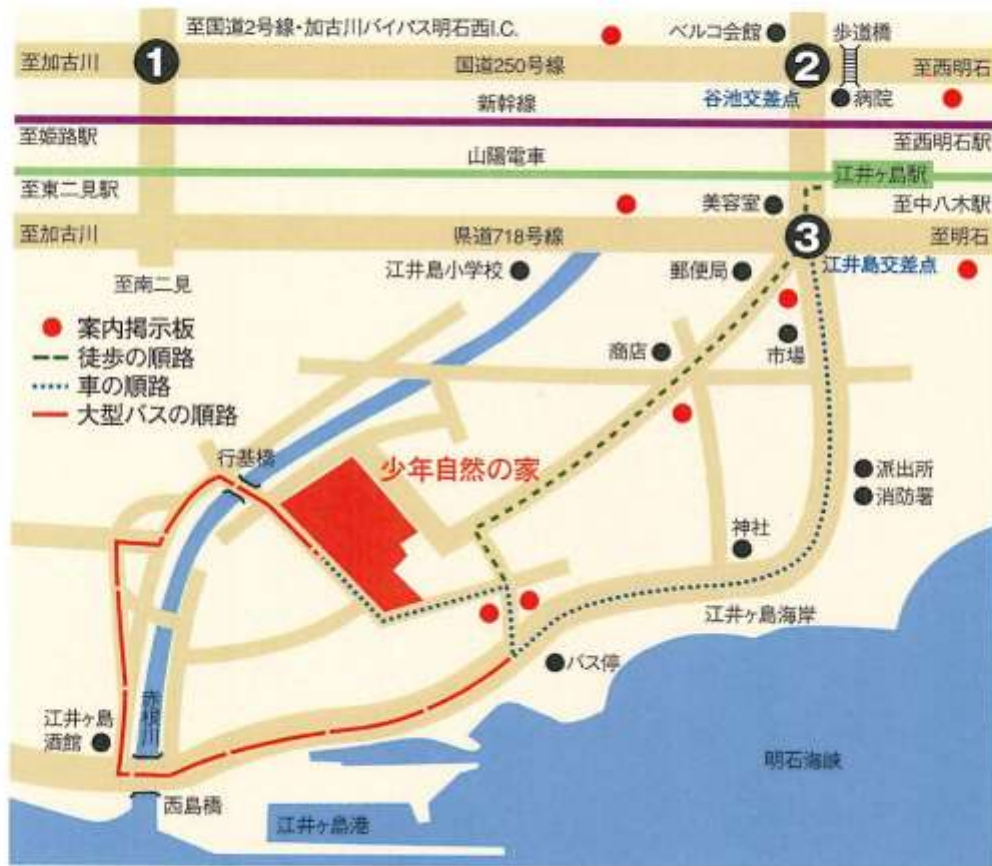 至国道2号線・加古川バイパス明石西I.C.
ベルコ会館
歩道橋
至加古川
1
国道250号線
2
至西明石
谷池交差点
病院
新幹線
至姫路駅
至西明石駅
山陽電車
江井ヶ島駅
至東二見駅
美容室
至中八木駅
至加古川
県道718号線
3
至明石
江井島小学校
郵便局
江井島交差点
至南二見
案内掲示板
徒歩の順路
車の順路
大型バスの順路
商店
市場
行基橋
少年自然の家
派出所
消防署
神社
江井ヶ島海岸
バス停
赤根川
江井ヶ島
酒館
西島橋
江井ヶ島港
明石海峡